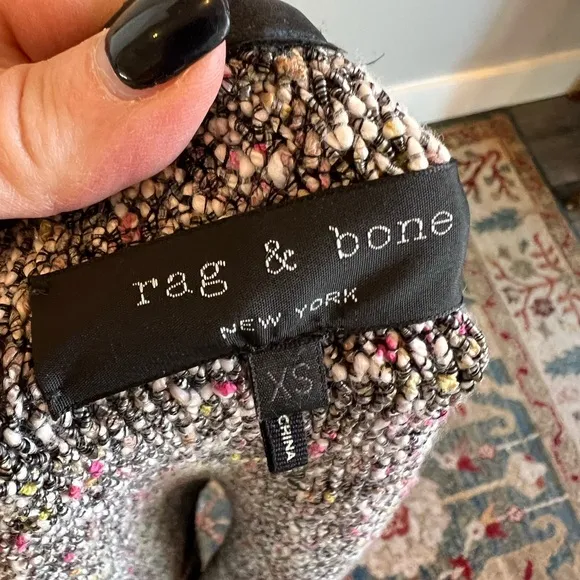 rag & bone
NEW YORK
XS
CHINA